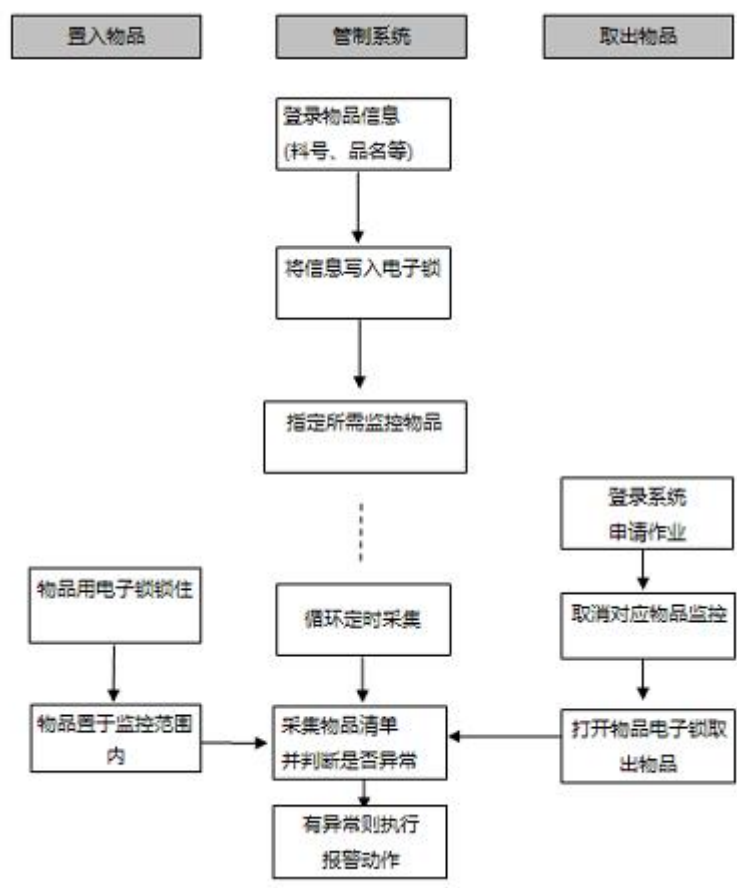 置入物品
管制系统
取出物品
登录物品信息
(料号、品名等)
将信息写入电子锁
指定所需监控物品
登录系统
申请作业
物品用电子锁锁住
循环定时采集
取消对应物品监控
物品置于监控范围
内
采集物品清单
并判断是否异常
打开物品电子锁取
出物品
有异常则执行
报警动作